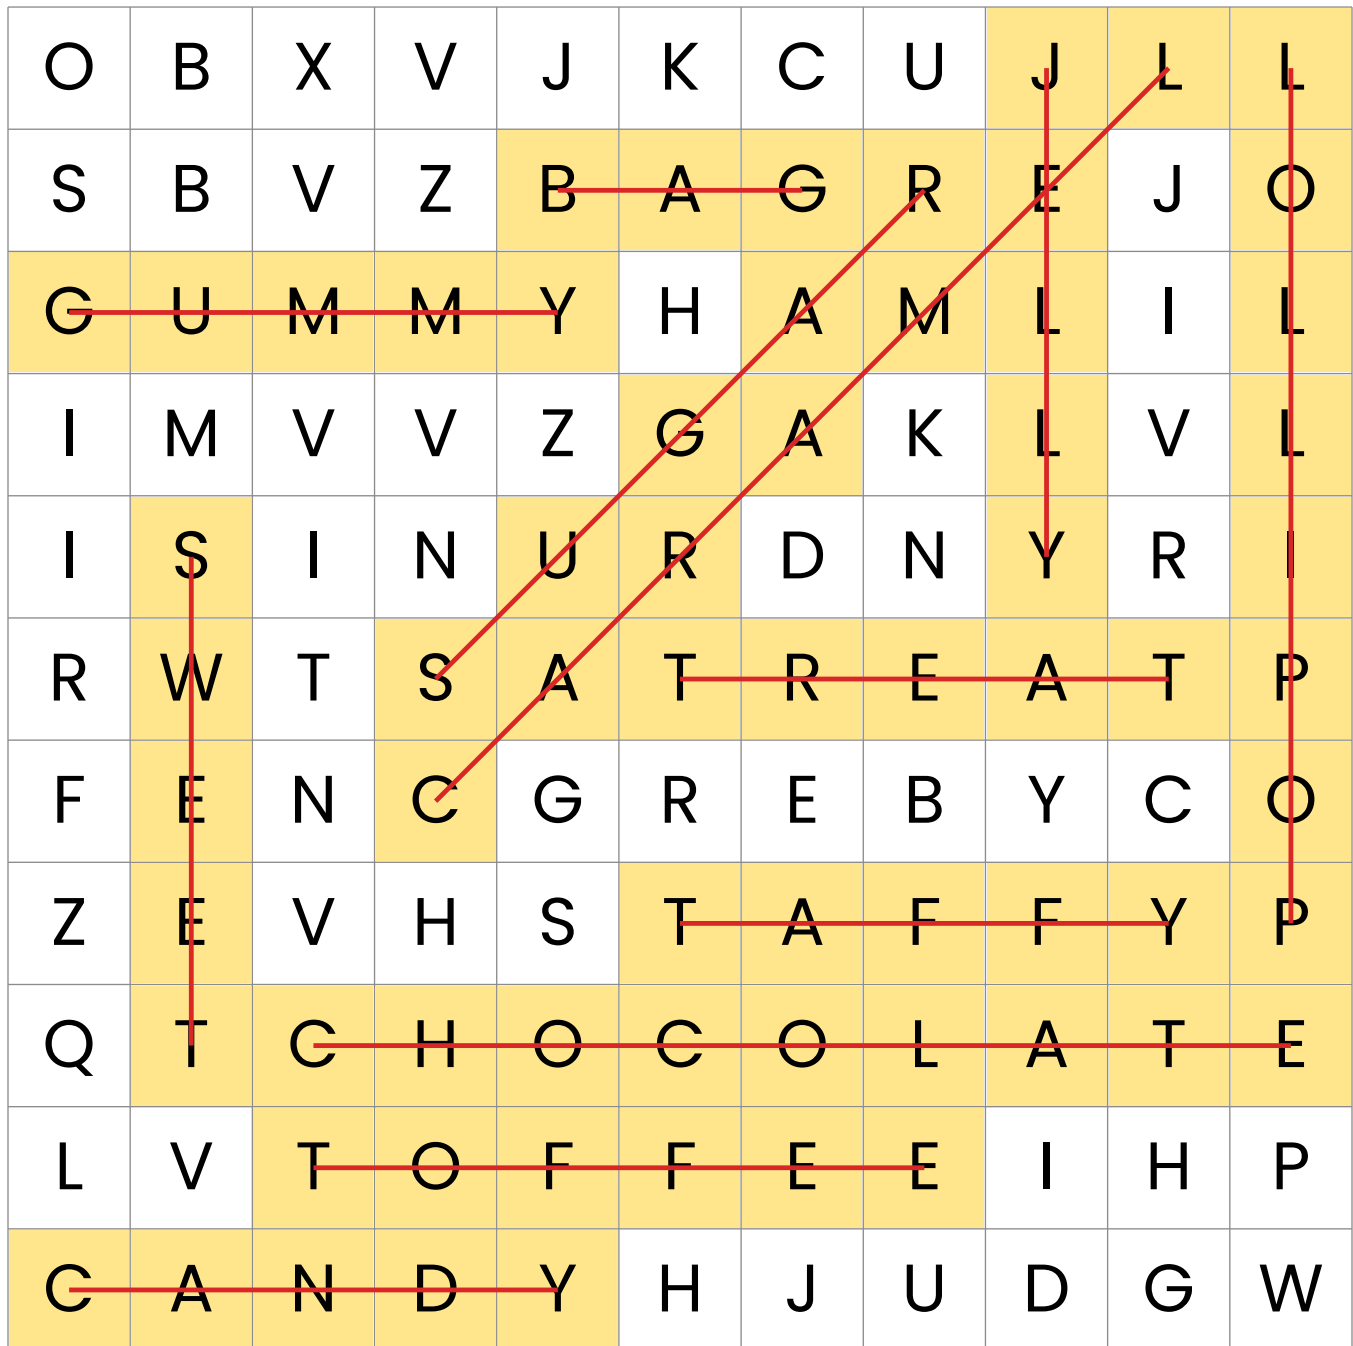 O B X V J K C U J L L
S B V Z B A G R E J O
G U M M Y H A M L I L
I M V V Z G A K L V L
I S I N U R D N Y R I
R W T S A T R E A T P
F E N C G R E B Y C O
Z E V H S T A F F Y P
Q T C H O C O L A T E
L V T O F F E E I H P
C A N D Y H J U D G W